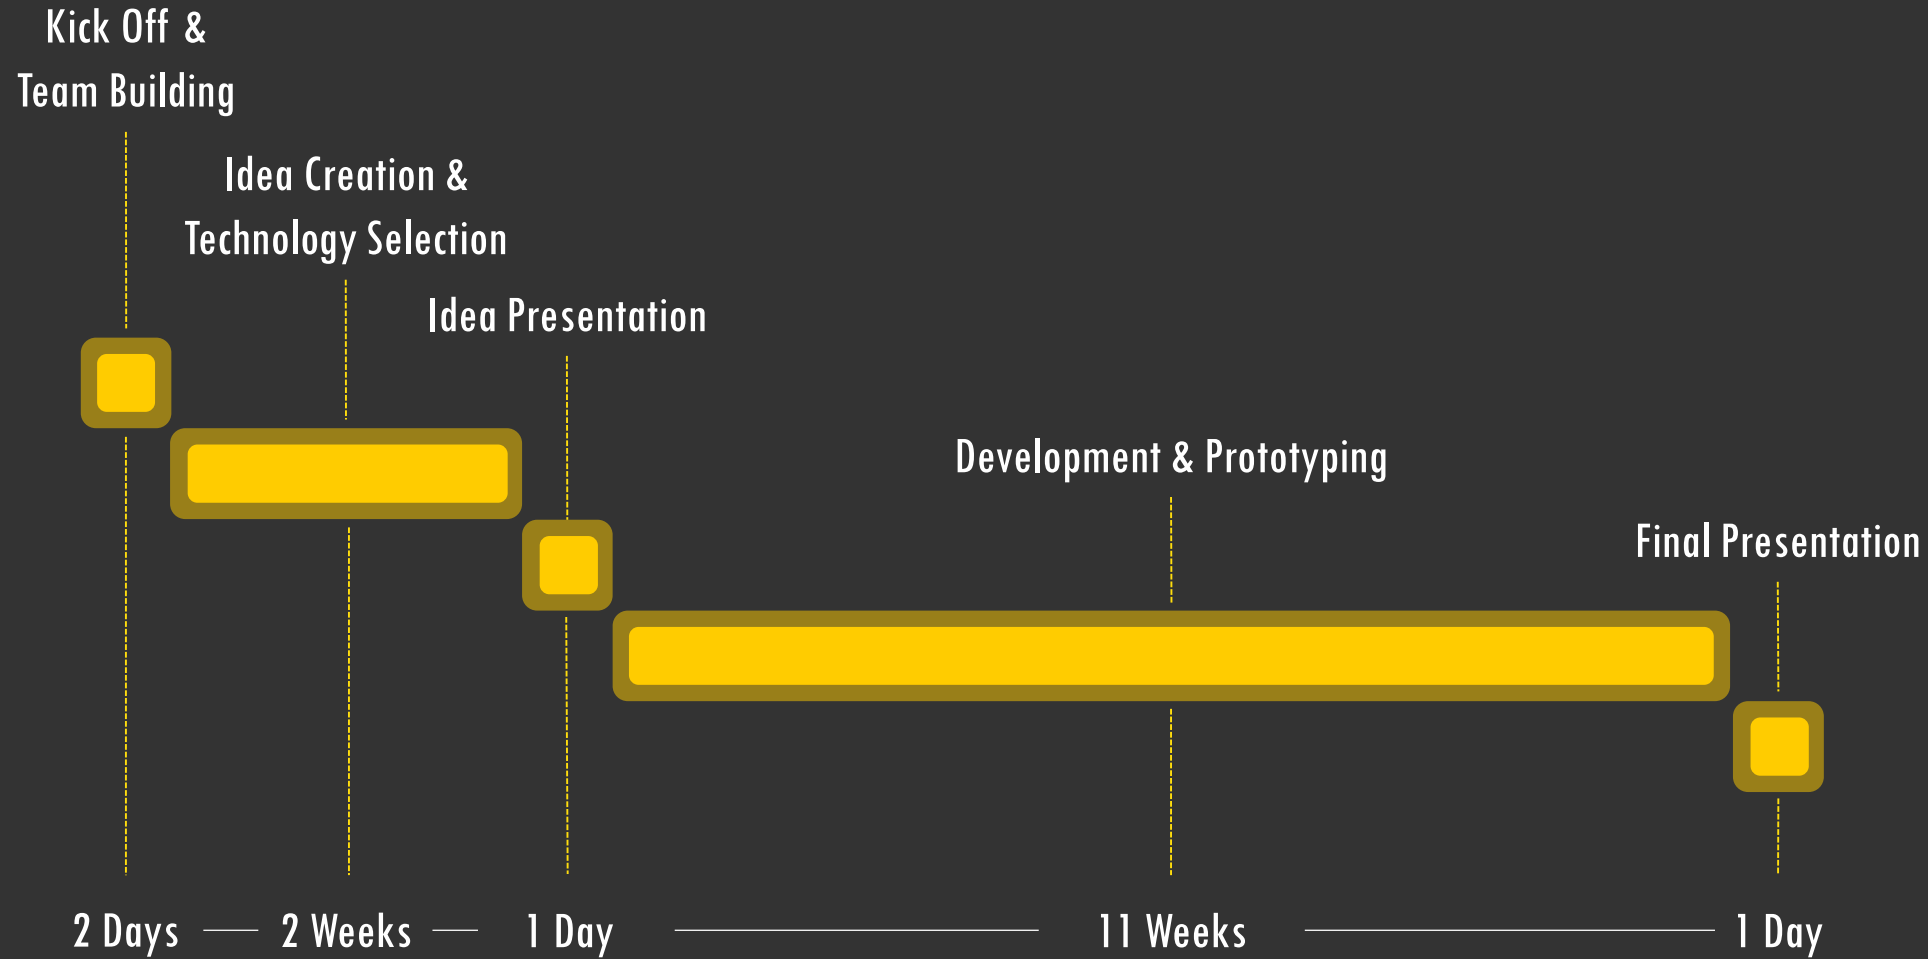 Kick Off &
Team Building
Idea Creation &
Technology Selection
Idea Presentation
Development & Prototyping
Final Presentation
2 Days
2 Weeks
1 Day
11 Weeks
1 Day